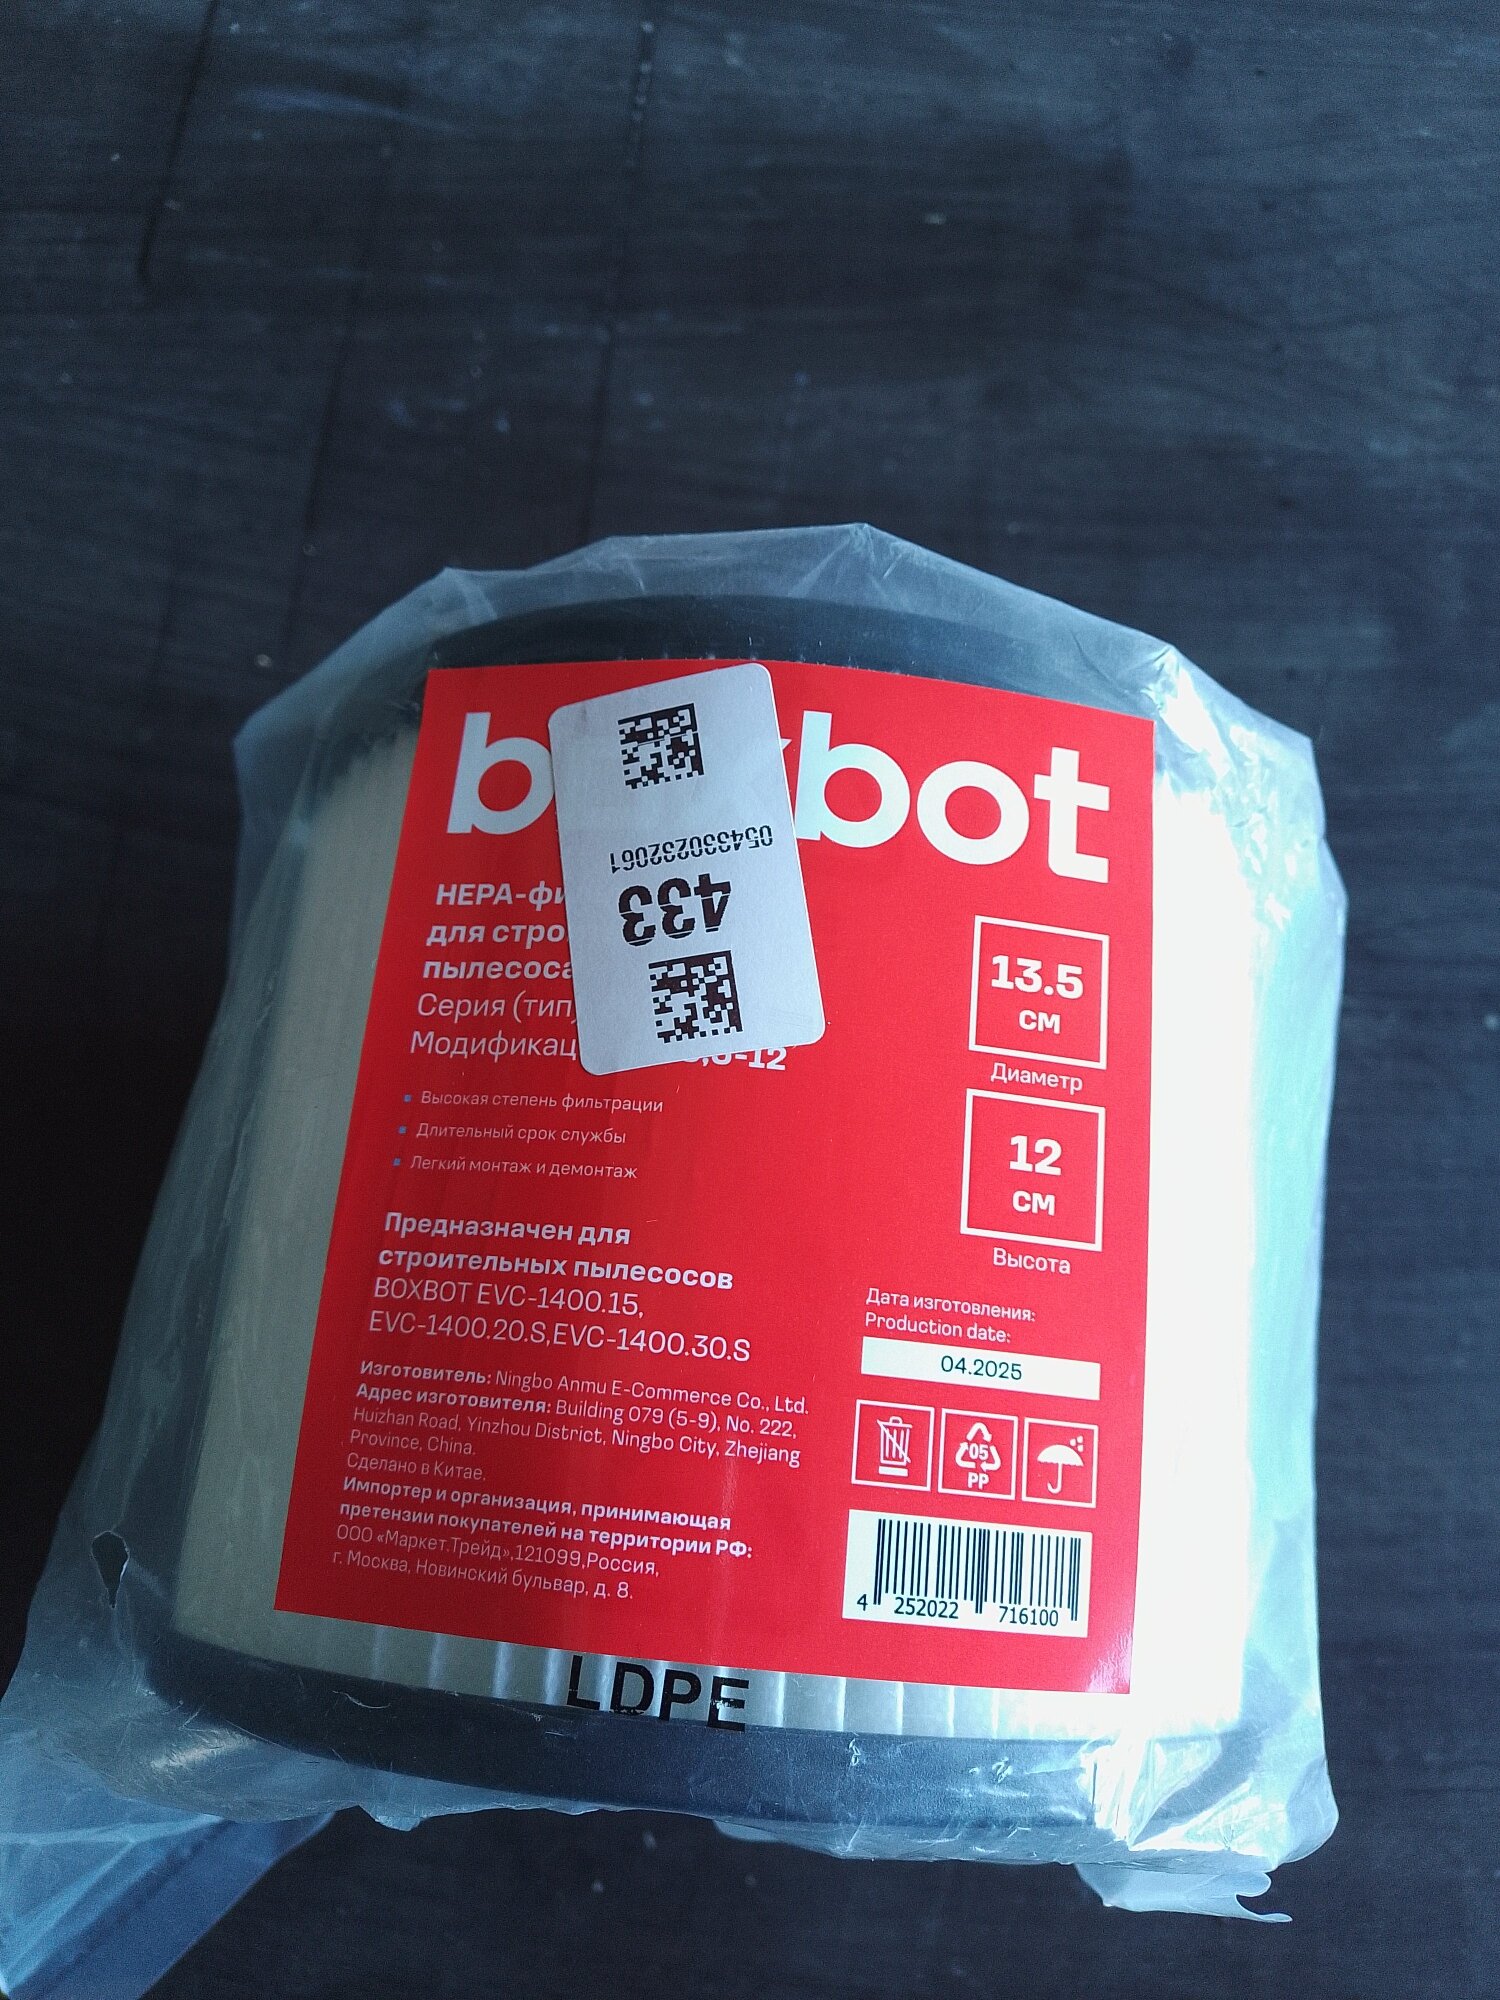 bo bot
HEPA-фи
для стро
пылесоса
Серия (тип)
Модификац -12
Высокая степень фильтрации
Длительный срок службы
Легкий монтаж и демонтаж
Предназначен для
строительных пылесосов
BOXBOT EVC-1400.15,
EVC-1400.20.S,EVC-1400.30.S
Изготовитель: Ningbo Anmu E-Commerce Co., Ltd.
Адрес изготовителя: Building 079 (5-9), No. 222,
Huizhan Road, Yinzhou District, Ningbo City, Zhejiang
Province, China.
Сделано в Китае.
Импортер и организация, принимающая
претензии покупателей на территории РФ:
ООО «Маркет.Трейд»,121099,Россия,
г. Москва, Новинский бульвар, д. 8.
054330232061
433
13.5
см
Диаметр
12
см
Высота
Дата изготовления:
Production date:
04.2025
05
PP
4 252022 716100
LDPE